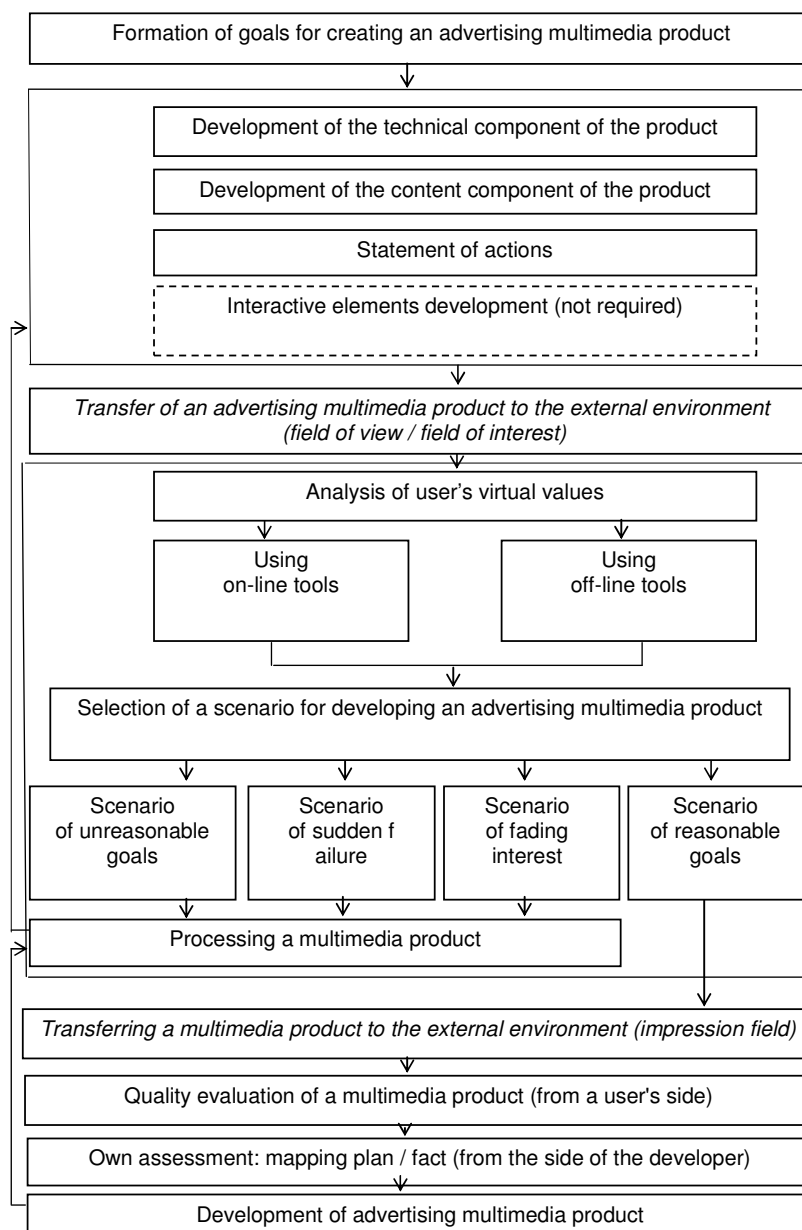 Formation of goals for creating an advertising multimedia product
Development of the technical component of the product
Development of the content component of the product
Statement of actions
Interactive elements development (not required)
Transfer of an advertising multimedia product to the external environment
(field of view / field of interest)
Analysis of user's virtual values
Using
on-line tools
Using
off-line tools
Selection of a scenario for developing an advertising multimedia product
Scenario
of unreasonable
goals
Scenario
of sudden f
ailure
Scenario
of fading
interest
Scenario
of reasonable
goals
Processing a multimedia product
Transferring a multimedia product to the external environment (impression field)
Quality evaluation of a multimedia product (from a user's side)
Own assessment: mapping plan / fact (from the side of the developer)
Development of advertising multimedia product